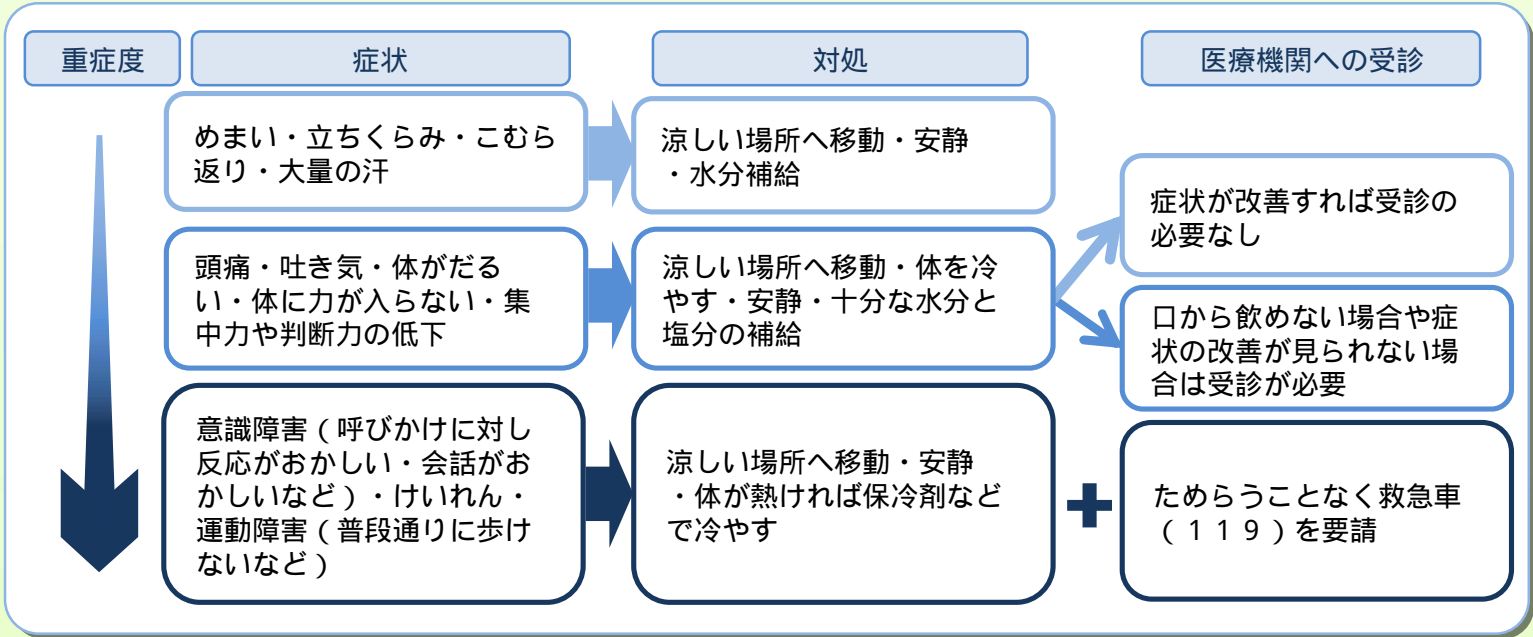 重症度
症状
対処
医療機関への受診
めまい・立ちくらみ・こむら
返り・大量の汗
涼しい場所へ移動・安静
・水分補給
症状が改善すれば受診の
必要なし
頭痛・吐き気・体がだる
い・体に力が入らない・集
中力や判断力の低下
涼しい場所へ移動・体を冷
やす・安静・十分な水分と
塩分の補給
口から飲めない場合や症
状の改善が見られない場
合は受診が必要
意識障害（呼びかけに対し
反応がおかしい・会話がお
かしいなど）・けいれん・
運動障害（普段通りに歩け
ないなど）
涼しい場所へ移動・安静
・体が熱ければ保冷剤など
で冷やす
ためらうことなく救急車
（１１９）を要請